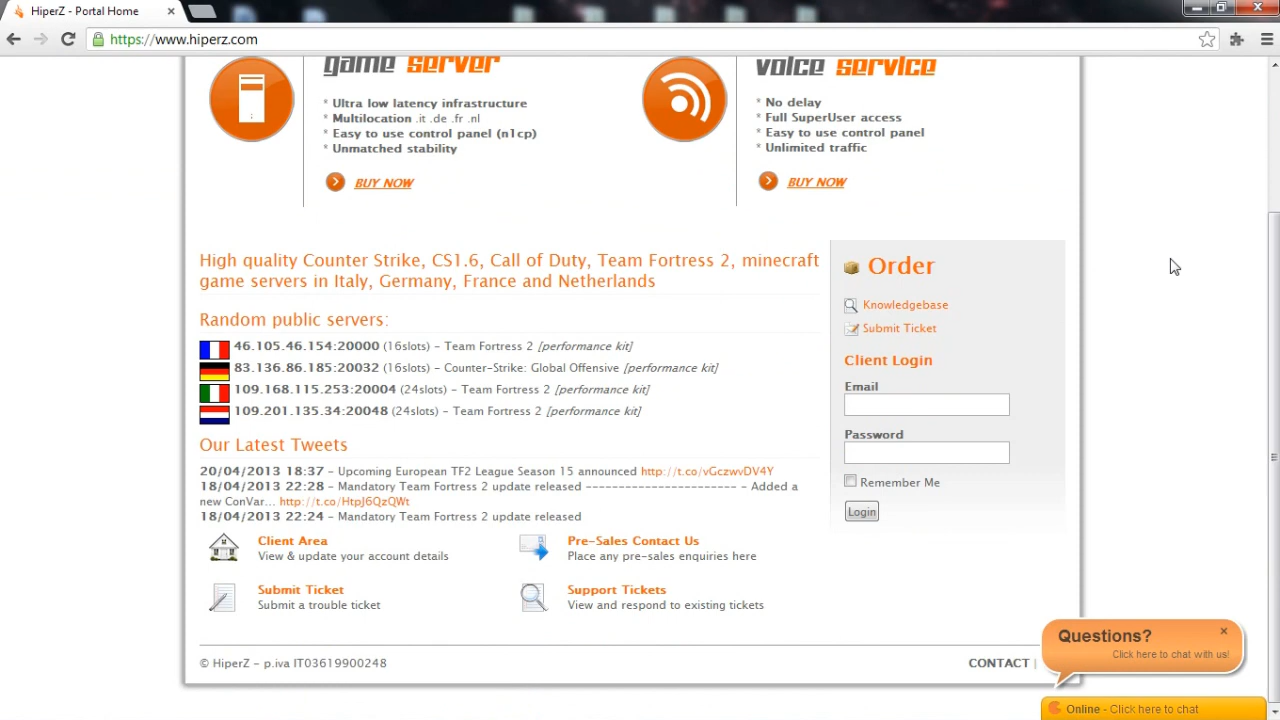 HiperZ - Portal Home
https://www.hiperz.com
game server
* Ultra low latency infrastructure
* Multilocation .it .de .fr .nl
* Easy to use control panel (n1cp)
* Unmatched stability
BUY NOW
voice service
* No delay
* Full SuperUser access
* Easy to use control panel
* Unlimited traffic
BUY NOW
High quality Counter Strike, CS1.6, Call of Duty, Team Fortress 2, minecraft
game servers in Italy, Germany, France and Netherlands
Random public servers:
46.105.46.154:20000 (16slots) - Team Fortress 2 [performance kit]
83.136.86.185:20032 (16slots) - Counter-Strike: Global Offensive [performance kit]
109.168.115.253:20004 (24slots) - Team Fortress 2 [performance kit]
109.201.135.34:20048 (24slots) - Team Fortress 2 [performance kit]
Our Latest Tweets
20/04/2013 18:37 - Upcoming European TF2 League Season 15 announced http://t.co/vGczwvDV4Y
18/04/2013 22:28 - Mandatory Team Fortress 2 update released ----------------------- - Added a
new ConVar... http://t.co/HtpJ6QzQWt
18/04/2013 22:24 - Mandatory Team Fortress 2 update released
Client Area
View & update your account details
Pre-Sales Contact Us
Place any pre-sales enquiries here
Submit Ticket
Submit a trouble ticket
Support Tickets
View and respond to existing tickets
Order
Knowledgebase
Submit Ticket
Client Login
Email
Password
Remember Me
Login
© HiperZ - p.iva IT03619900248
CONTACT |
Questions?
Click here to chat with us!
Online - Click here to chat